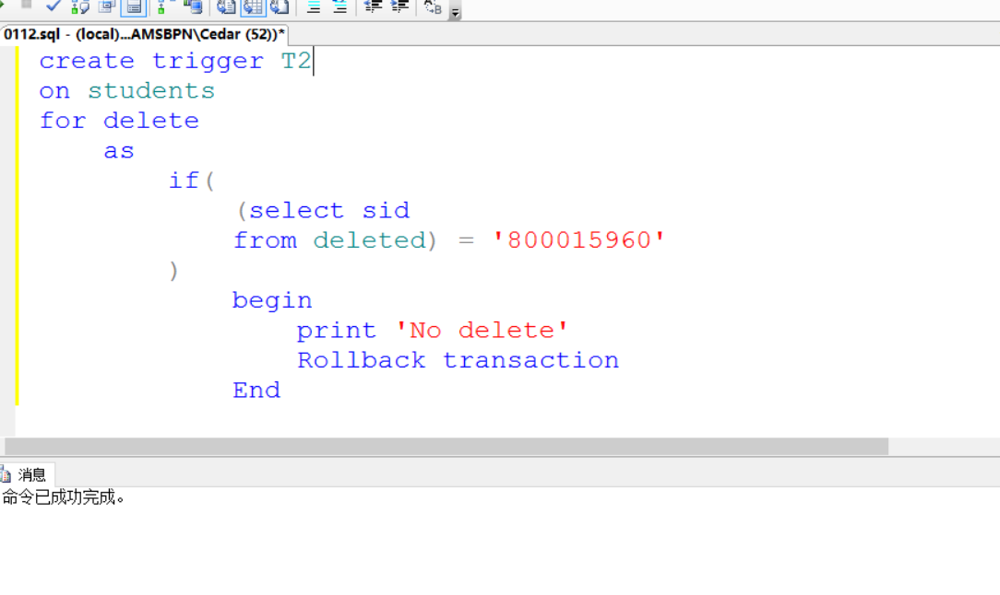 0112.sql - (local)...AMSBPN\Cedar (52))*
create trigger T2
on students
for delete
as
if(
(select sid
from deleted) = '800015960'
)
begin
print 'No delete'
Rollback transaction
End
消息
命令已成功完成。